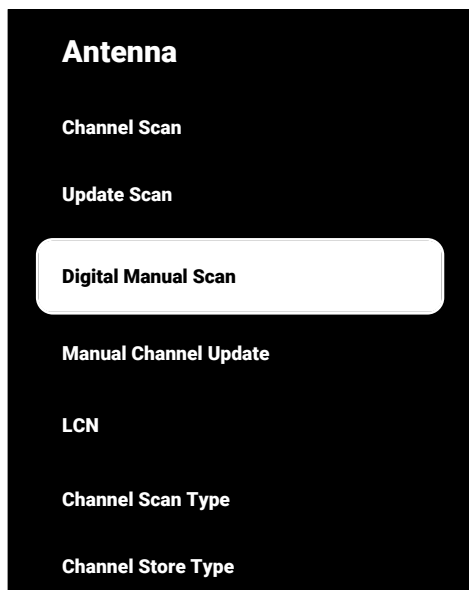 Antenna
Channel Scan
Update Scan
Digital Manual Scan
Manual Channel Update
LCN
Channel Scan Type
Channel Store Type